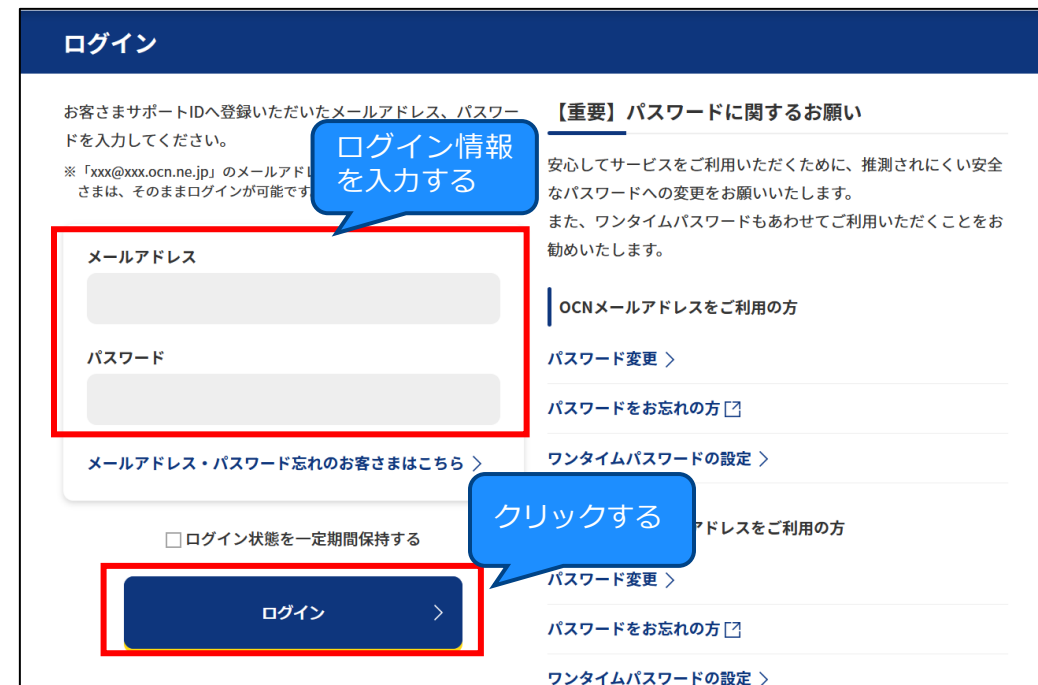 ログイン
お客さまサポートIDへ登録いただいたメールアドレス、パスワー
ドを入力してください。
※「xxx@xxx.ocn.ne.jp」のメールアド
さまは、そのままログインが可能です
ログイン情報
を入力する
メールアドレス
パスワード
メールアドレス・パスワード忘れのお客さまはこちら
ログイン状態を一定期間保持する
クリックする
ログイン
【重要】パスワードに関するお願い
安心してサービスをご利用いただくために、推測されにくい安全
なパスワードへの変更をお願いいたします。
また、ワンタイムパスワードもあわせてご利用いただくことをお
勧めいたします。
OCNメールアドレスをご利用の方
パスワード変更
パスワードをお忘れの方
ワンタイムパスワードの設定
ドレスをご利用の方
パスワード変更
パスワードをお忘れの方
ワンタイムパスワードの設定